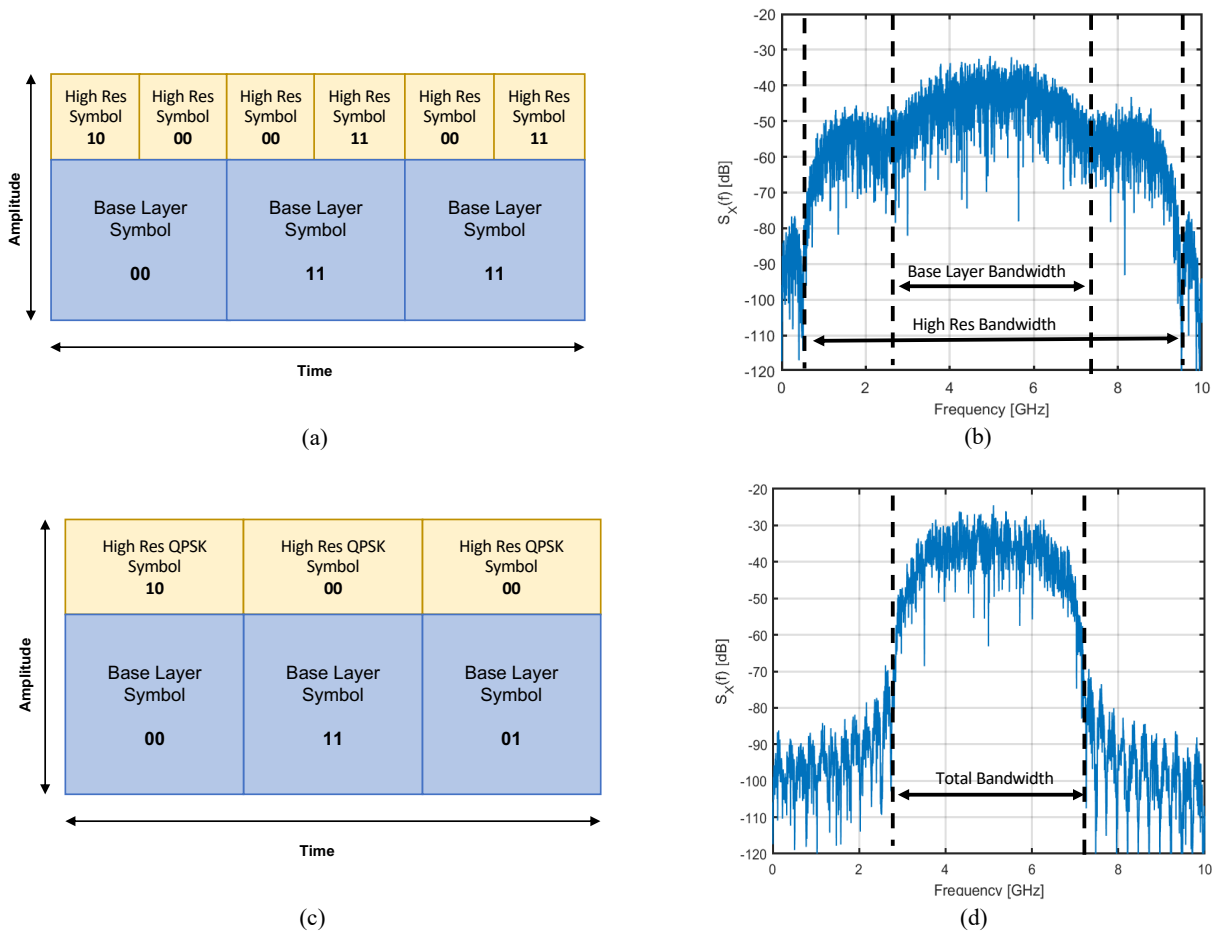 High Res
Symbol
10
High Res
Symbol
00
High Res
Symbol
00
High Res
Symbol
11
High Res
Symbol
00
High Res
Symbol
11
Base Layer
Symbol
00
Base Layer
Symbol
11
Base Layer
Symbol
11
Amplitude
Time
(a)
-20
-30
-40
-50
-60
-70
-80
-90
-100
-110
-120
S_X(f) [dB]
Base Layer Bandwidth
High Res Bandwidth
0 2 4 6 8 10
Frequency [GHz]
(b)
High Res QPSK
Symbol
10
High Res QPSK
Symbol
00
High Res QPSK
Symbol
00
Base Layer
Symbol
00
Base Layer
Symbol
11
Base Layer
Symbol
01
Amplitude
Time
(c)
-20
-30
-40
-50
-60
-70
-80
-90
-100
-110
-120
S_X(f) [dB]
Total Bandwidth
0 2 4 6 8 10
Frequency [GHz]
(d)